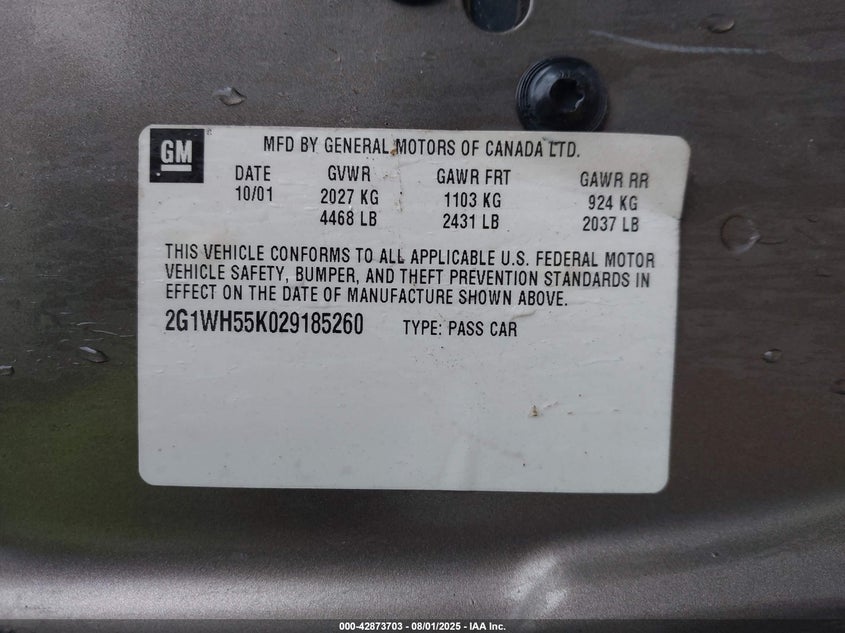 GM
MFD BY GENERAL MOTORS OF CANADA LTD.
DATE GVWR GAWR FRT GAWR RR
10/01 2027 KG 1103 KG 924 KG
4468 LB 2431 LB 2037 LB
THIS VEHICLE CONFORMS TO ALL APPLICABLE U.S. FEDERAL MOTOR
VEHICLE SAFETY, BUMPER, AND THEFT PREVENTION STANDARDS IN
EFFECT ON THE DATE OF MANUFACTURE SHOWN ABOVE.
2G1WH55K029185260 TYPE: PASS CAR
000-42873703 - 08/01/2025 - IAA Inc.